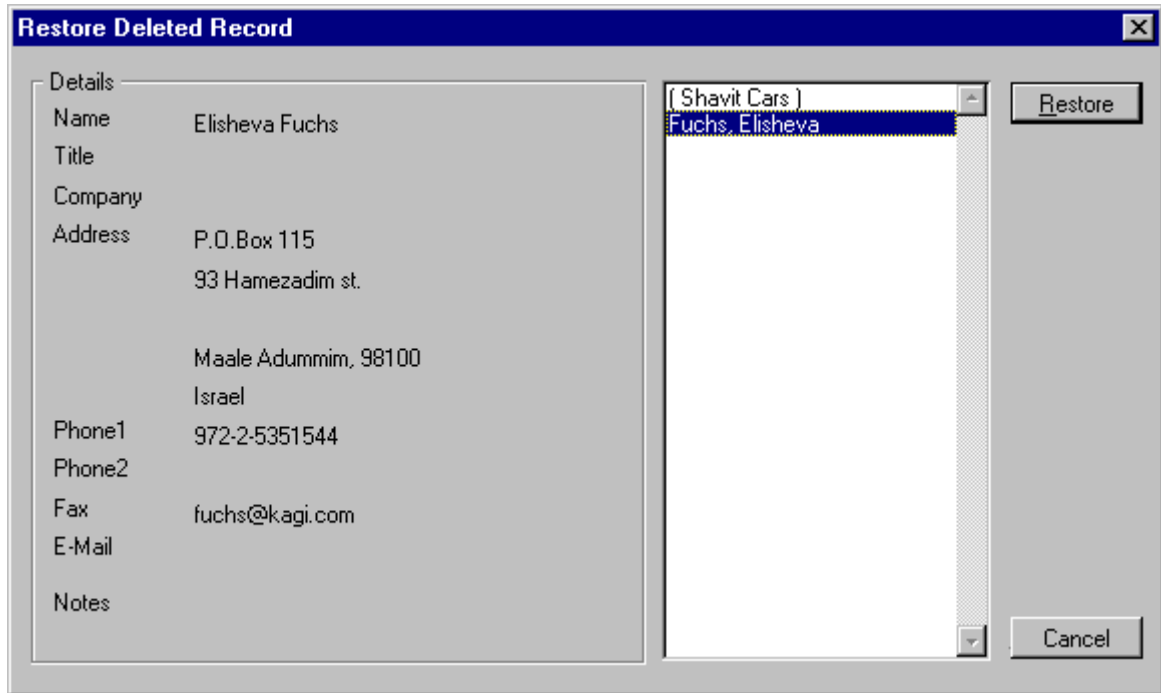 Restore Deleted Record
Details
Name Elisheva Fuchs
Title
Company
Address P.O.Box 115
93 Hamezadim st.
Maale Adummim, 98100
Israel
Phone1 972-2-5351544
Phone2
Fax fuchs@kagi.com
E-Mail
Notes
( Shavit Cars )
Fuchs, Elisheva
Restore
Cancel